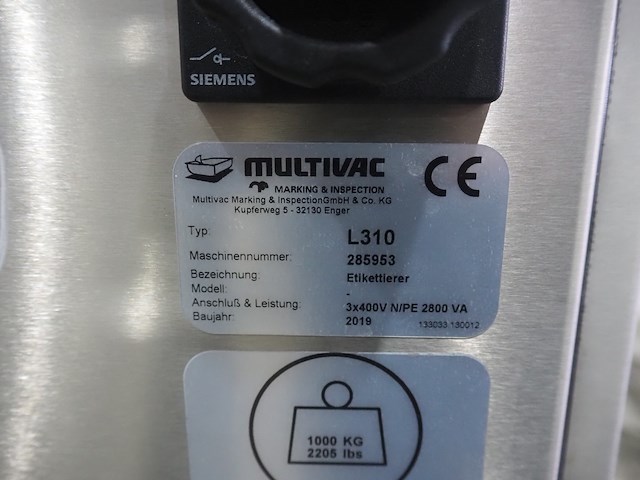 SIEMENS
MULTIVAC
MARKING & INSPECTION
Multivac Marking & InspectionGmbH & Co. KG
Kupferweg 5 - 32130 Enger
CE
Typ: L310
Maschinennummer: 285953
Bezeichnung: Etikettierer
Modell: -
Anschluß & Leistung: 3x400V N/PE 2800 VA
Baujahr: 2019
133033.130012
1000 KG
2205 lbs